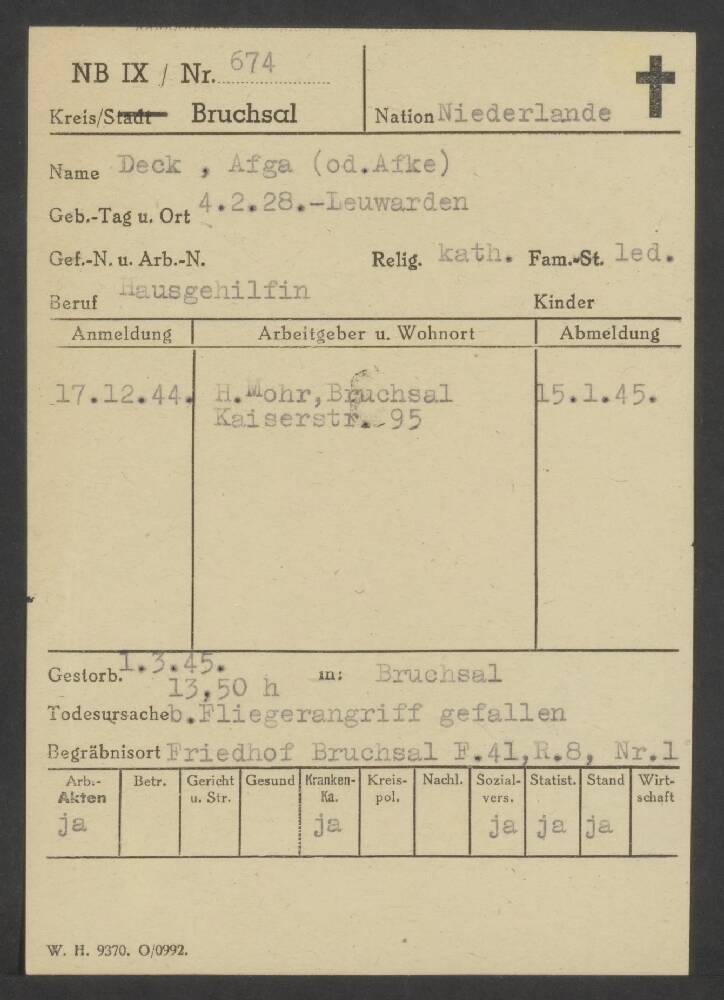 NB IX / Nr. 674
Kreis/Stadt Bruchsal
Nation Niederlande
Name Deck , Afga (od.Afke)
Geb.-Tag u. Ort 4.2.28.-Leuwarden
Gef.-N. u. Arb.-N. Relig. kath. Fam.-St. led.
Beruf Hausgehilfin Kinder
Anmeldung Arbeitgeber u. Wohnort Abmeldung
17.12.44. H.Mohr,Bruchsal 15.1.45.
Kaiserstr. 95
Gestorb. 1.3.45. in: Bruchsal
13,50 h
Todesursache b.Fliegerangriff gefallen
Begräbnisort Friedhof Bruchsal F.41,R.8, Nr.1
Arb.- Betr. Gericht Gesund Kranken- Kreis- Nachl. Sozial- Statist. Stand Wirt-
Akten u. Str. Ka. pol. vers. schaft
ja ja ja ja ja
W. H. 9370. O/0992.